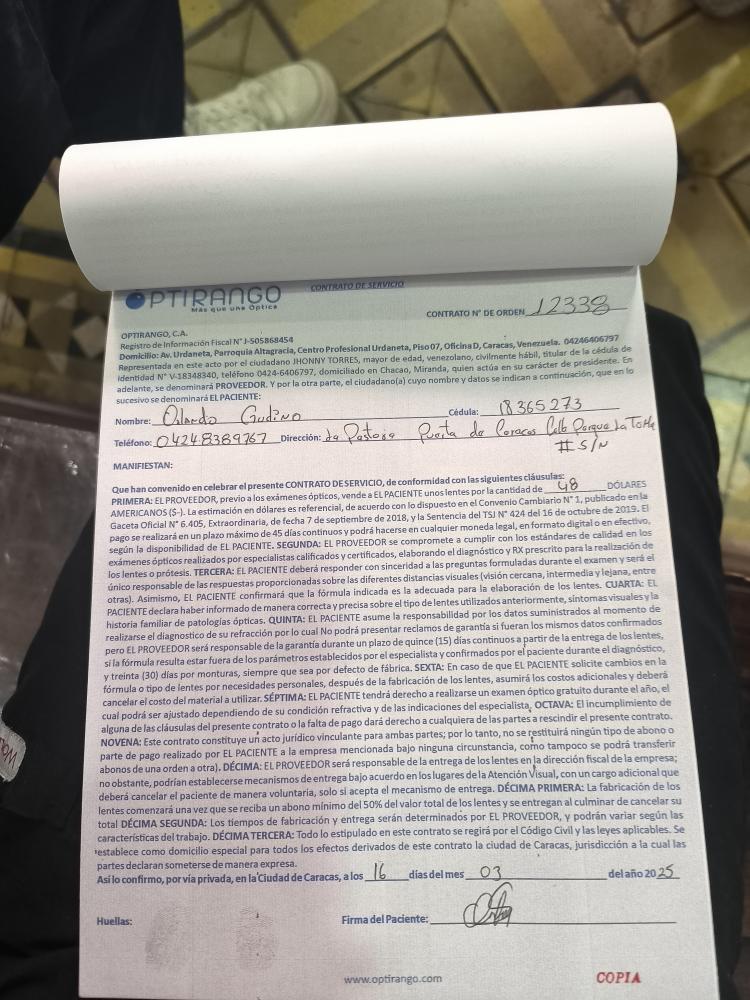 OPTIRANGO
Más que una Óptica
CONTRATO DE SERVICIO
CONTRATO N° DE ORDEN 12338
OPTIRANGO, C.A.
Registro de Información Fiscal N° J-505868454
Domicilio: Av. Urdaneta, Parroquia Altagracia, Centro Profesional Urdaneta, Piso 07, Oficina D, Caracas, Venezuela. 04246406797
Representada en este acto por el ciudadano JHONNY TORRES, mayor de edad, venezolano, civilmente hábil, titular de la cédula de
Identidad N° V-18348340, teléfono 0424-6406797, domiciliado en Chacao, Miranda, quien actúa en su carácter de presidente. En
adelante, se denominará PROVEEDOR. Y por la otra parte, el ciudadano(a) cuyo nombre y datos se indican a continuación, que en lo
sucesivo se denominará EL PACIENTE:
Nombre: Orlando Gudino Cédula: 18365273
Teléfono: 04248389767 Dirección: La Pastora Puerta de Caracas Calle Parque La Torre
# S/N
MANIFIESTAN:
Que han convenido en celebrar el presente CONTRATO DE SERVICIO, de conformidad con las siguientes cláusulas:
PRIMERA: EL PROVEEDOR, previo a los exámenes ópticos, vende a EL PACIENTE unos lentes por la cantidad de 48 DÓLARES
AMERICANOS ($-). La estimación en dólares es referencial, de acuerdo con lo dispuesto en el Convenio Cambiario N° 1, publicado en la
Gaceta Oficial N° 6.405, Extraordinaria, de fecha 7 de septiembre de 2018, y la Sentencia del TSJ N° 424 del 16 de octubre de 2019. El
pago se realizará en un plazo máximo de 45 días continuos y podrá hacerse en cualquier moneda legal, en formato digital o en efectivo,
según la disponibilidad de EL PACIENTE. SEGUNDA: EL PROVEEDOR se compromete a cumplir con los estándares de calidad en los
exámenes ópticos realizados por especialistas calificados y certificados, elaborando el diagnóstico y RX prescrito para la realización de
los lentes o prótesis. TERCERA: EL PACIENTE deberá responder con sinceridad a las preguntas formuladas durante el examen y será el
único responsable de las respuestas proporcionadas sobre las diferentes distancias visuales (visión cercana, intermedia y lejana, entre
otras). Asimismo, EL PACIENTE confirmará que la fórmula indicada es la adecuada para la elaboración de los lentes. CUARTA: EL
PACIENTE declara haber informado de manera correcta y precisa sobre el tipo de lentes utilizados anteriormente, síntomas visuales y la
historia familiar de patologías ópticas. QUINTA: EL PACIENTE asume la responsabilidad por los datos suministrados al momento de
realizarse el diagnostico de su refracción por lo cual No podrá presentar reclamos de garantía si fueran los mismos datos confirmados
pero EL PROVEEDOR será responsable de la garantía durante un plazo de quince (15) días continuos a partir de la entrega de los lentes,
si la fórmula resulta estar fuera de los parámetros establecidos por el especialista y confirmados por el paciente durante el diagnóstico,
y treinta (30) días por monturas, siempre que sea por defecto de fábrica. SEXTA: En caso de que EL PACIENTE solicite cambios en la
fórmula o tipo de lentes por necesidades personales, después de la fabricación de los lentes, asumirá los costos adicionales y deberá
cancelar el costo del material a utilizar. SÉPTIMA: EL PACIENTE tendrá derecho a realizarse un examen óptico gratuito durante el año, el
cual podrá ser ajustado dependiendo de su condición refractiva y de las indicaciones del especialista. OCTAVA: El incumplimiento de
alguna de las cláusulas del presente contrato o la falta de pago dará derecho a cualquiera de las partes a rescindir el presente contrato.
NOVENA: Este contrato constituye un acto jurídico vinculante para ambas partes; por lo tanto, no se restituirá ningún tipo de abono o
parte de pago realizado por EL PACIENTE a la empresa mencionada bajo ninguna circunstancia, como tampoco se podrá transferir
abonos de una orden a otra). DÉCIMA: EL PROVEEDOR será responsable de la entrega de los lentes en la dirección fiscal de la empresa;
no obstante, podrían establecerse mecanismos de entrega bajo acuerdo en los lugares de la Atención Visual, con un cargo adicional que
deberá cancelar el paciente de manera voluntaria, solo si acepta el mecanismo de entrega. DÉCIMA PRIMERA: La fabricación de los
lentes comenzará una vez que se reciba un abono mínimo del 50% del valor total de los lentes y se entregan al culminar de cancelar su
total DÉCIMA SEGUNDA: Los tiempos de fabricación y entrega serán determinados por EL PROVEEDOR, y podrán variar según las
características del trabajo. DÉCIMA TERCERA: Todo lo estipulado en este contrato se regirá por el Código Civil y las leyes aplicables. Se
establece como domicilio especial para todos los efectos derivados de este contrato la ciudad de Caracas, jurisdicción a la cual las
partes declaran someterse de manera expresa.
Así lo confirmo, por vía privada, en la Ciudad de Caracas, a los 16 días del mes 03 del año 2025
Huellas:
Firma del Paciente:
www.optirango.com
COPIA